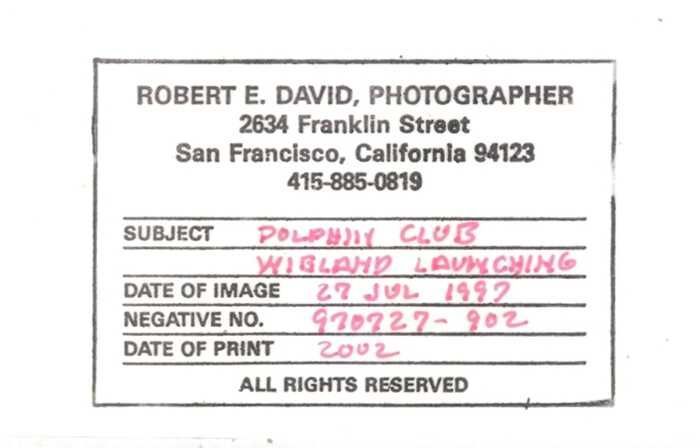 ROBERT E. DAVID, PHOTOGRAPHER
2634 Franklin Street
San Francisco, California 94123
415-885-0819
SUBJECT DOLPHIN CLUB
WIELAND LAUNCHING
DATE OF IMAGE 27 JUL 1997
NEGATIVE NO. 970727-902
DATE OF PRINT 2002
ALL RIGHTS RESERVED